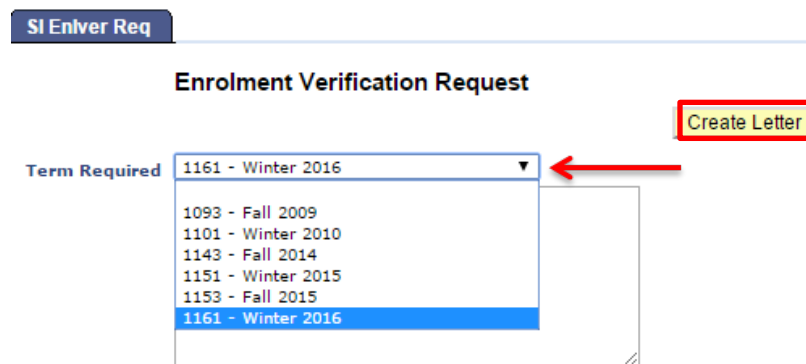 SI Enlver Req
Enrolment Verification Request
Create Letter
Term Required 1161 - Winter 2016
1093 - Fall 2009
1101 - Winter 2010
1143 - Fall 2014
1151 - Winter 2015
1153 - Fall 2015
1161 - Winter 2016